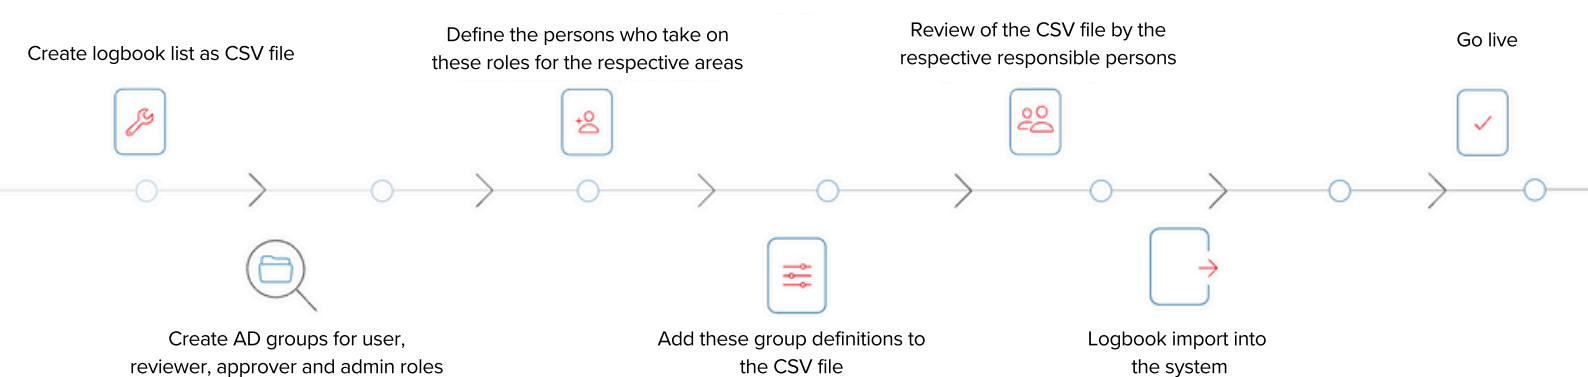 Create logbook list as CSV file
Create AD groups for user,
reviewer, approver and admin roles
Define the persons who take on
these roles for the respective areas
Add these group definitions to
the CSV file
Review of the CSV file by the
respective responsible persons
Logbook import into
the system
Go live